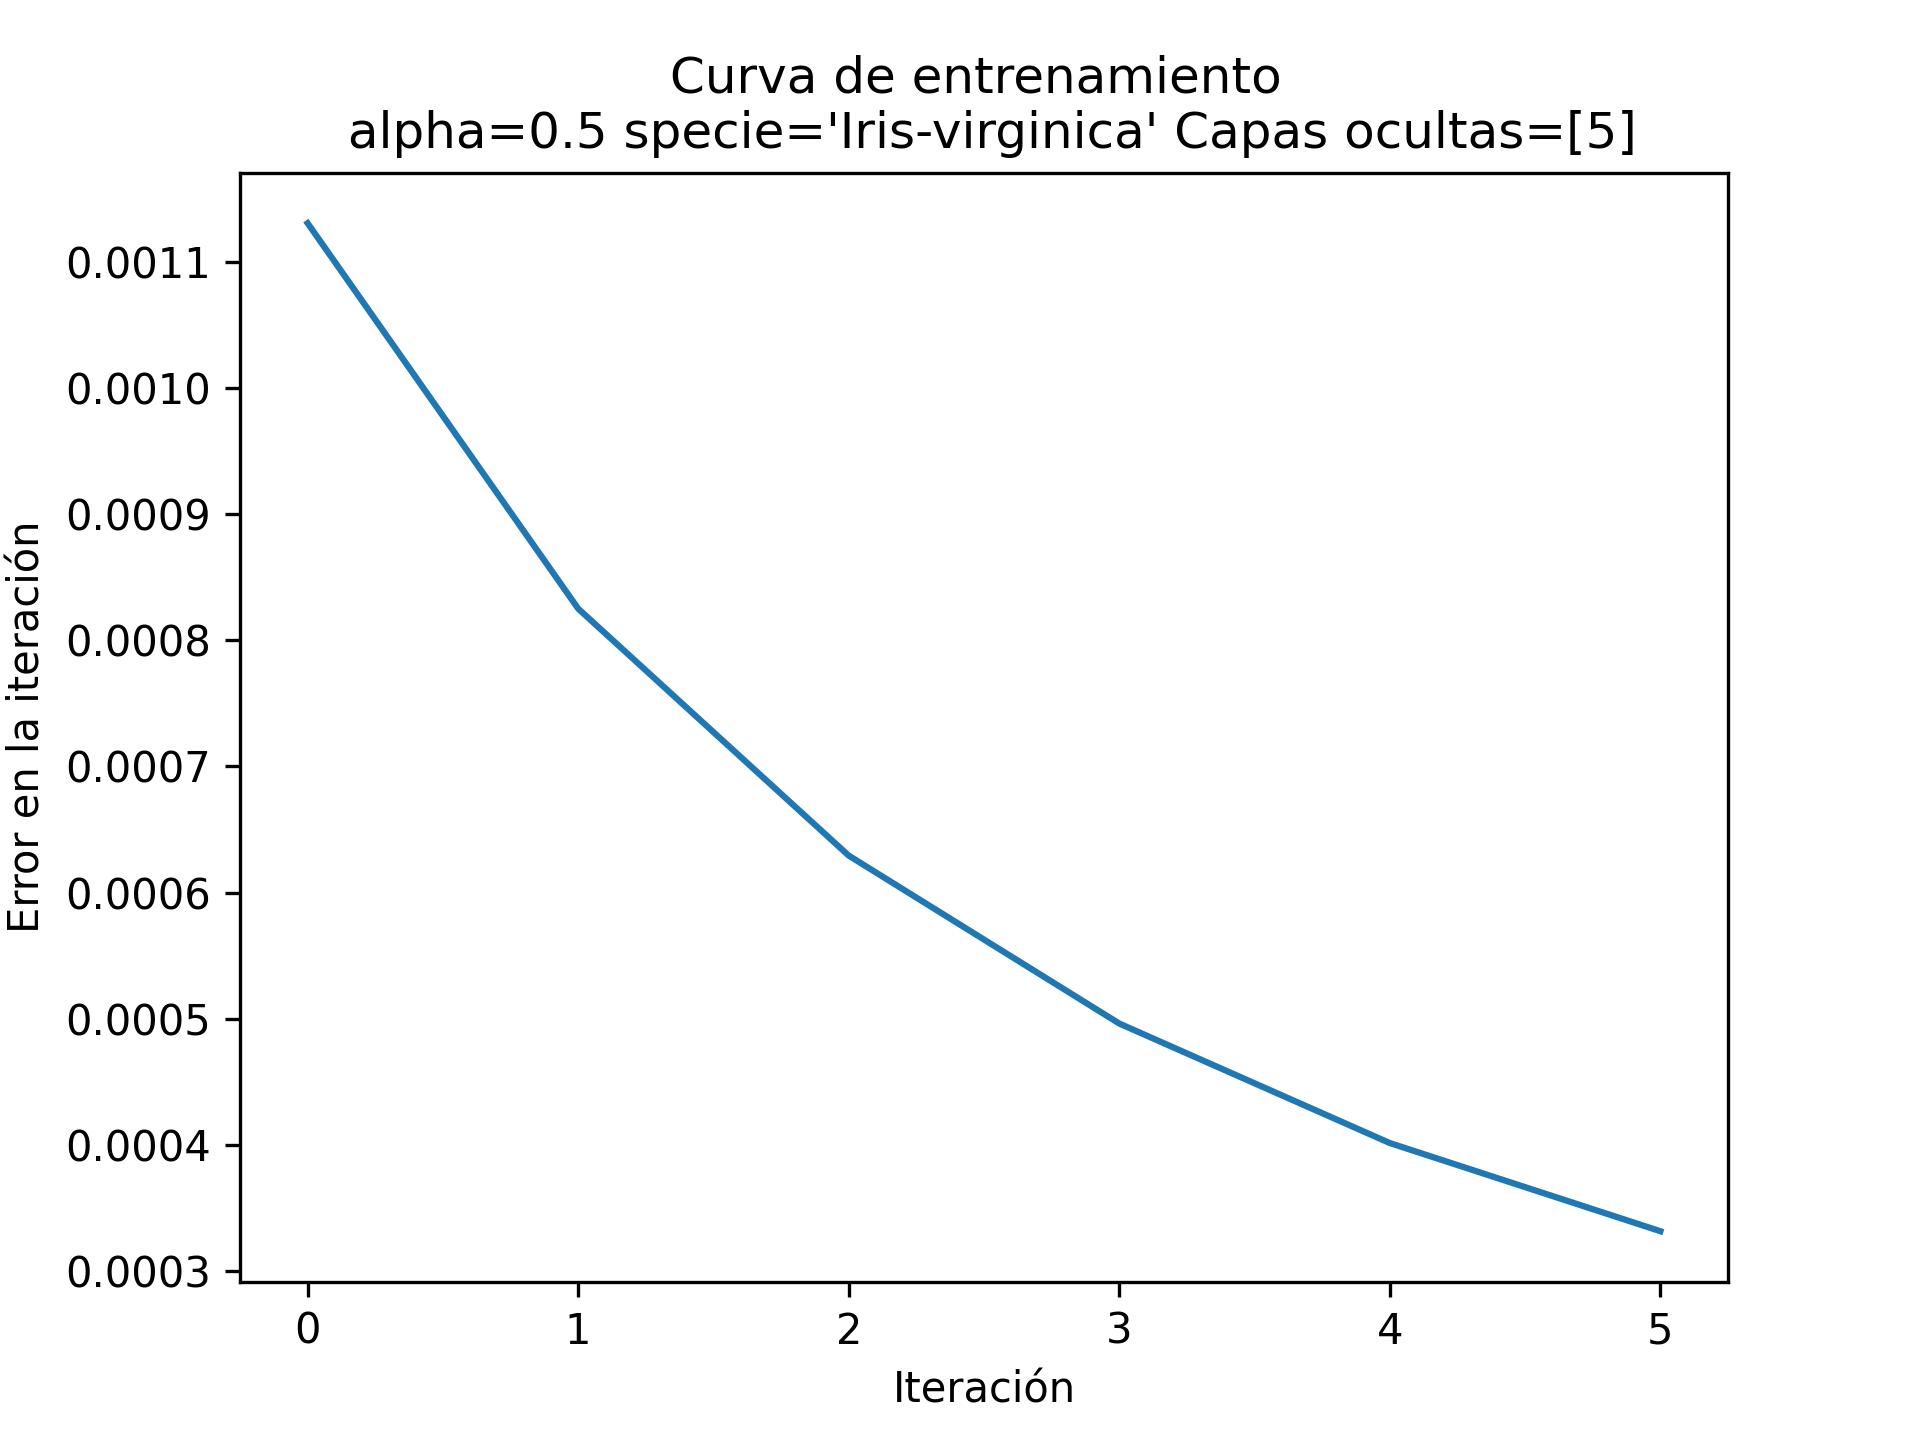 Curva de entrenamiento
alpha=0.5 specie='Iris-virginica' Capas ocultas=[5]
Error en la iteración
0.0011
0.0010
0.0009
0.0008
0.0007
0.0006
0.0005
0.0004
0.0003
0 1 2 3 4 5
Iteración